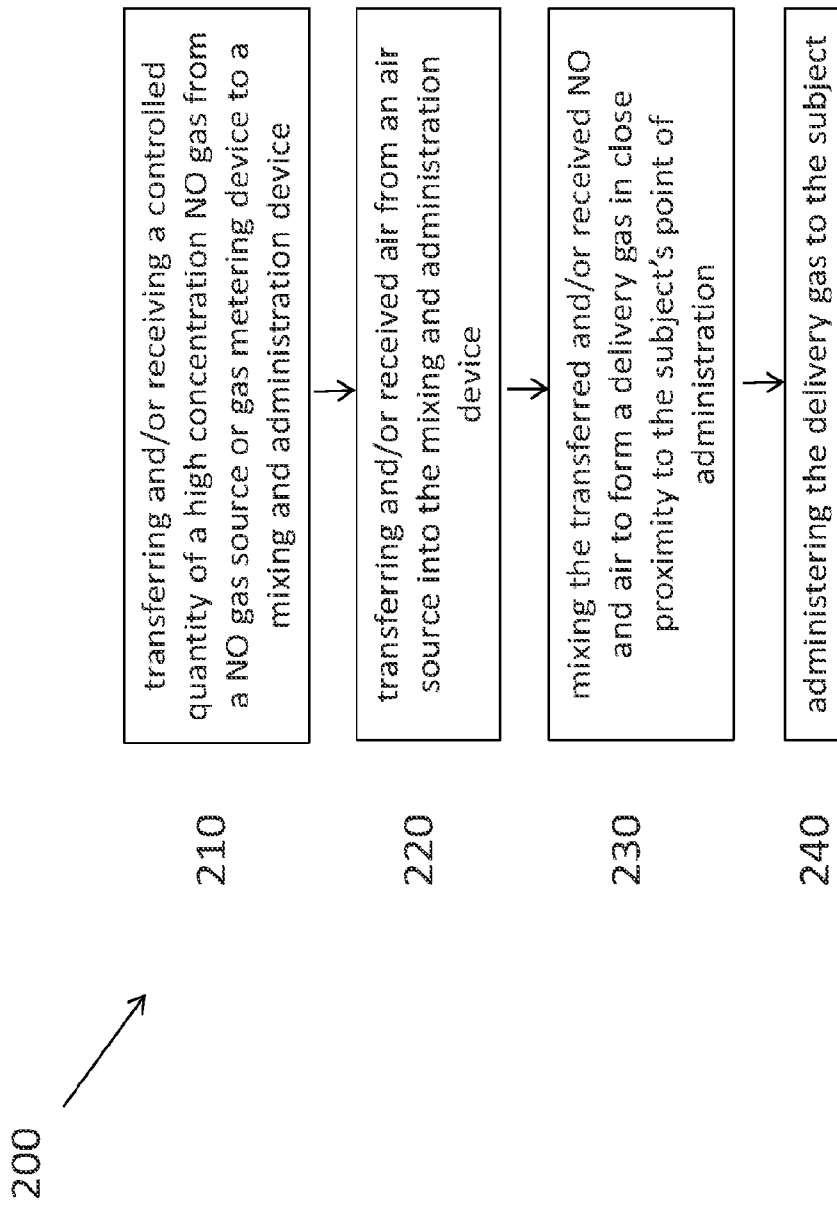 200
210
transferring and/or receiving a controlled
quantity of a high concentration NO gas from
a NO gas source or gas metering device to a
mixing and administration device
220
transferring and/or received air from an air
source into the mixing and administration
device
230
mixing the transferred and/or received NO
and air to form a delivery gas in close
proximity to the subject's point of
administration
240
administering the delivery gas to the subject